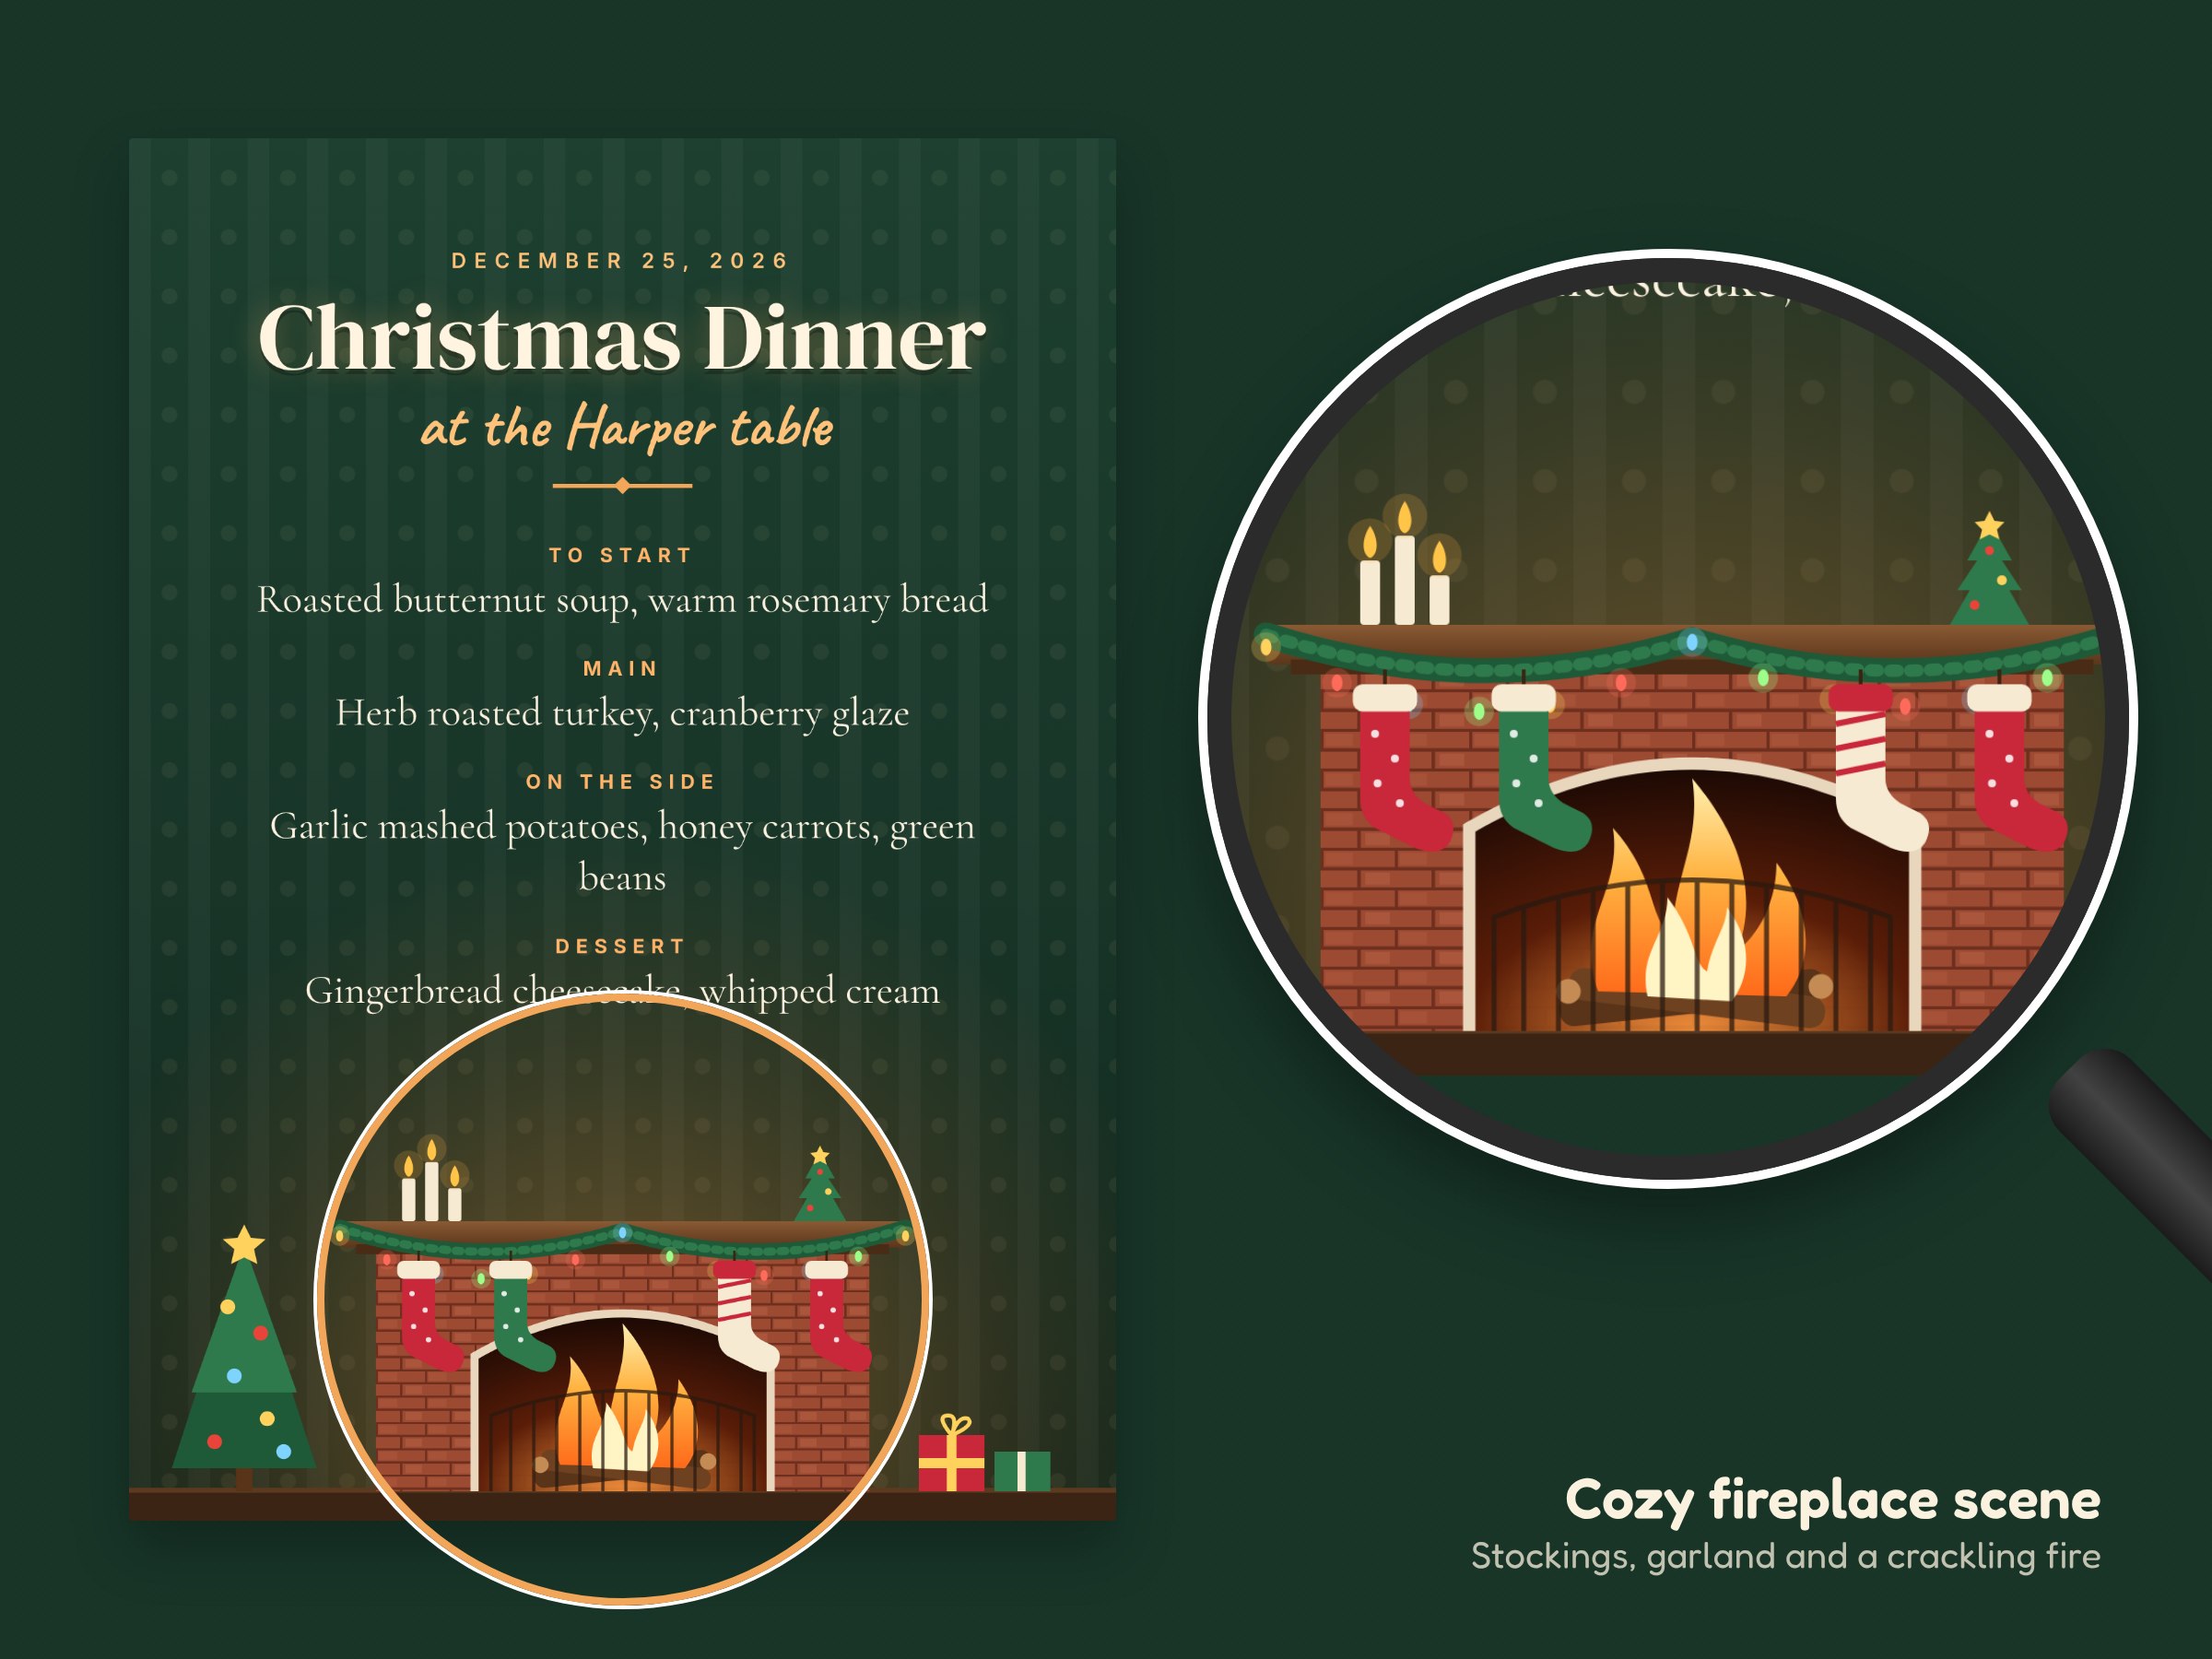 DECEMBER 25, 2026
Christmas Dinner
at the Harper table
TO START
Roasted butternut soup, warm rosemary bread
MAIN
Herb roasted turkey, cranberry glaze
ON THE SIDE
Garlic mashed potatoes, honey carrots, green
beans
DESSERT
Gingerbread cheesecake, whipped cream
Cozy fireplace scene
Stockings, garland and a crackling fire